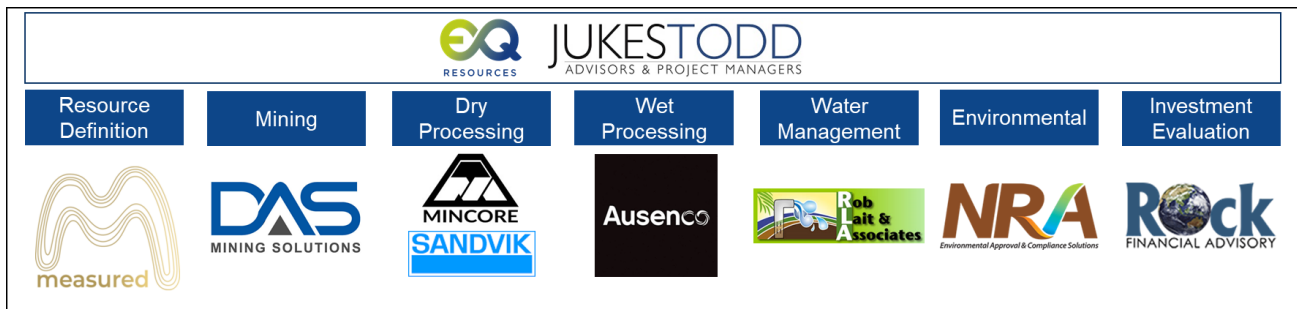 EQ
RESOURCES
JUKESTODD
ADVISORS & PROJECT MANAGERS
Resource
Definition
Mining
Dry
Processing
Wet
Processing
Water
Management
Environmental
Investment
Evaluation
measured
DAS
MINING SOLUTIONS
MINCORE
SANDVIK
Ausenco
Rob
Lait &
Associates
NRA
Environmental Approval & Compliance Solutions
Rock
FINANCIAL ADVISORY